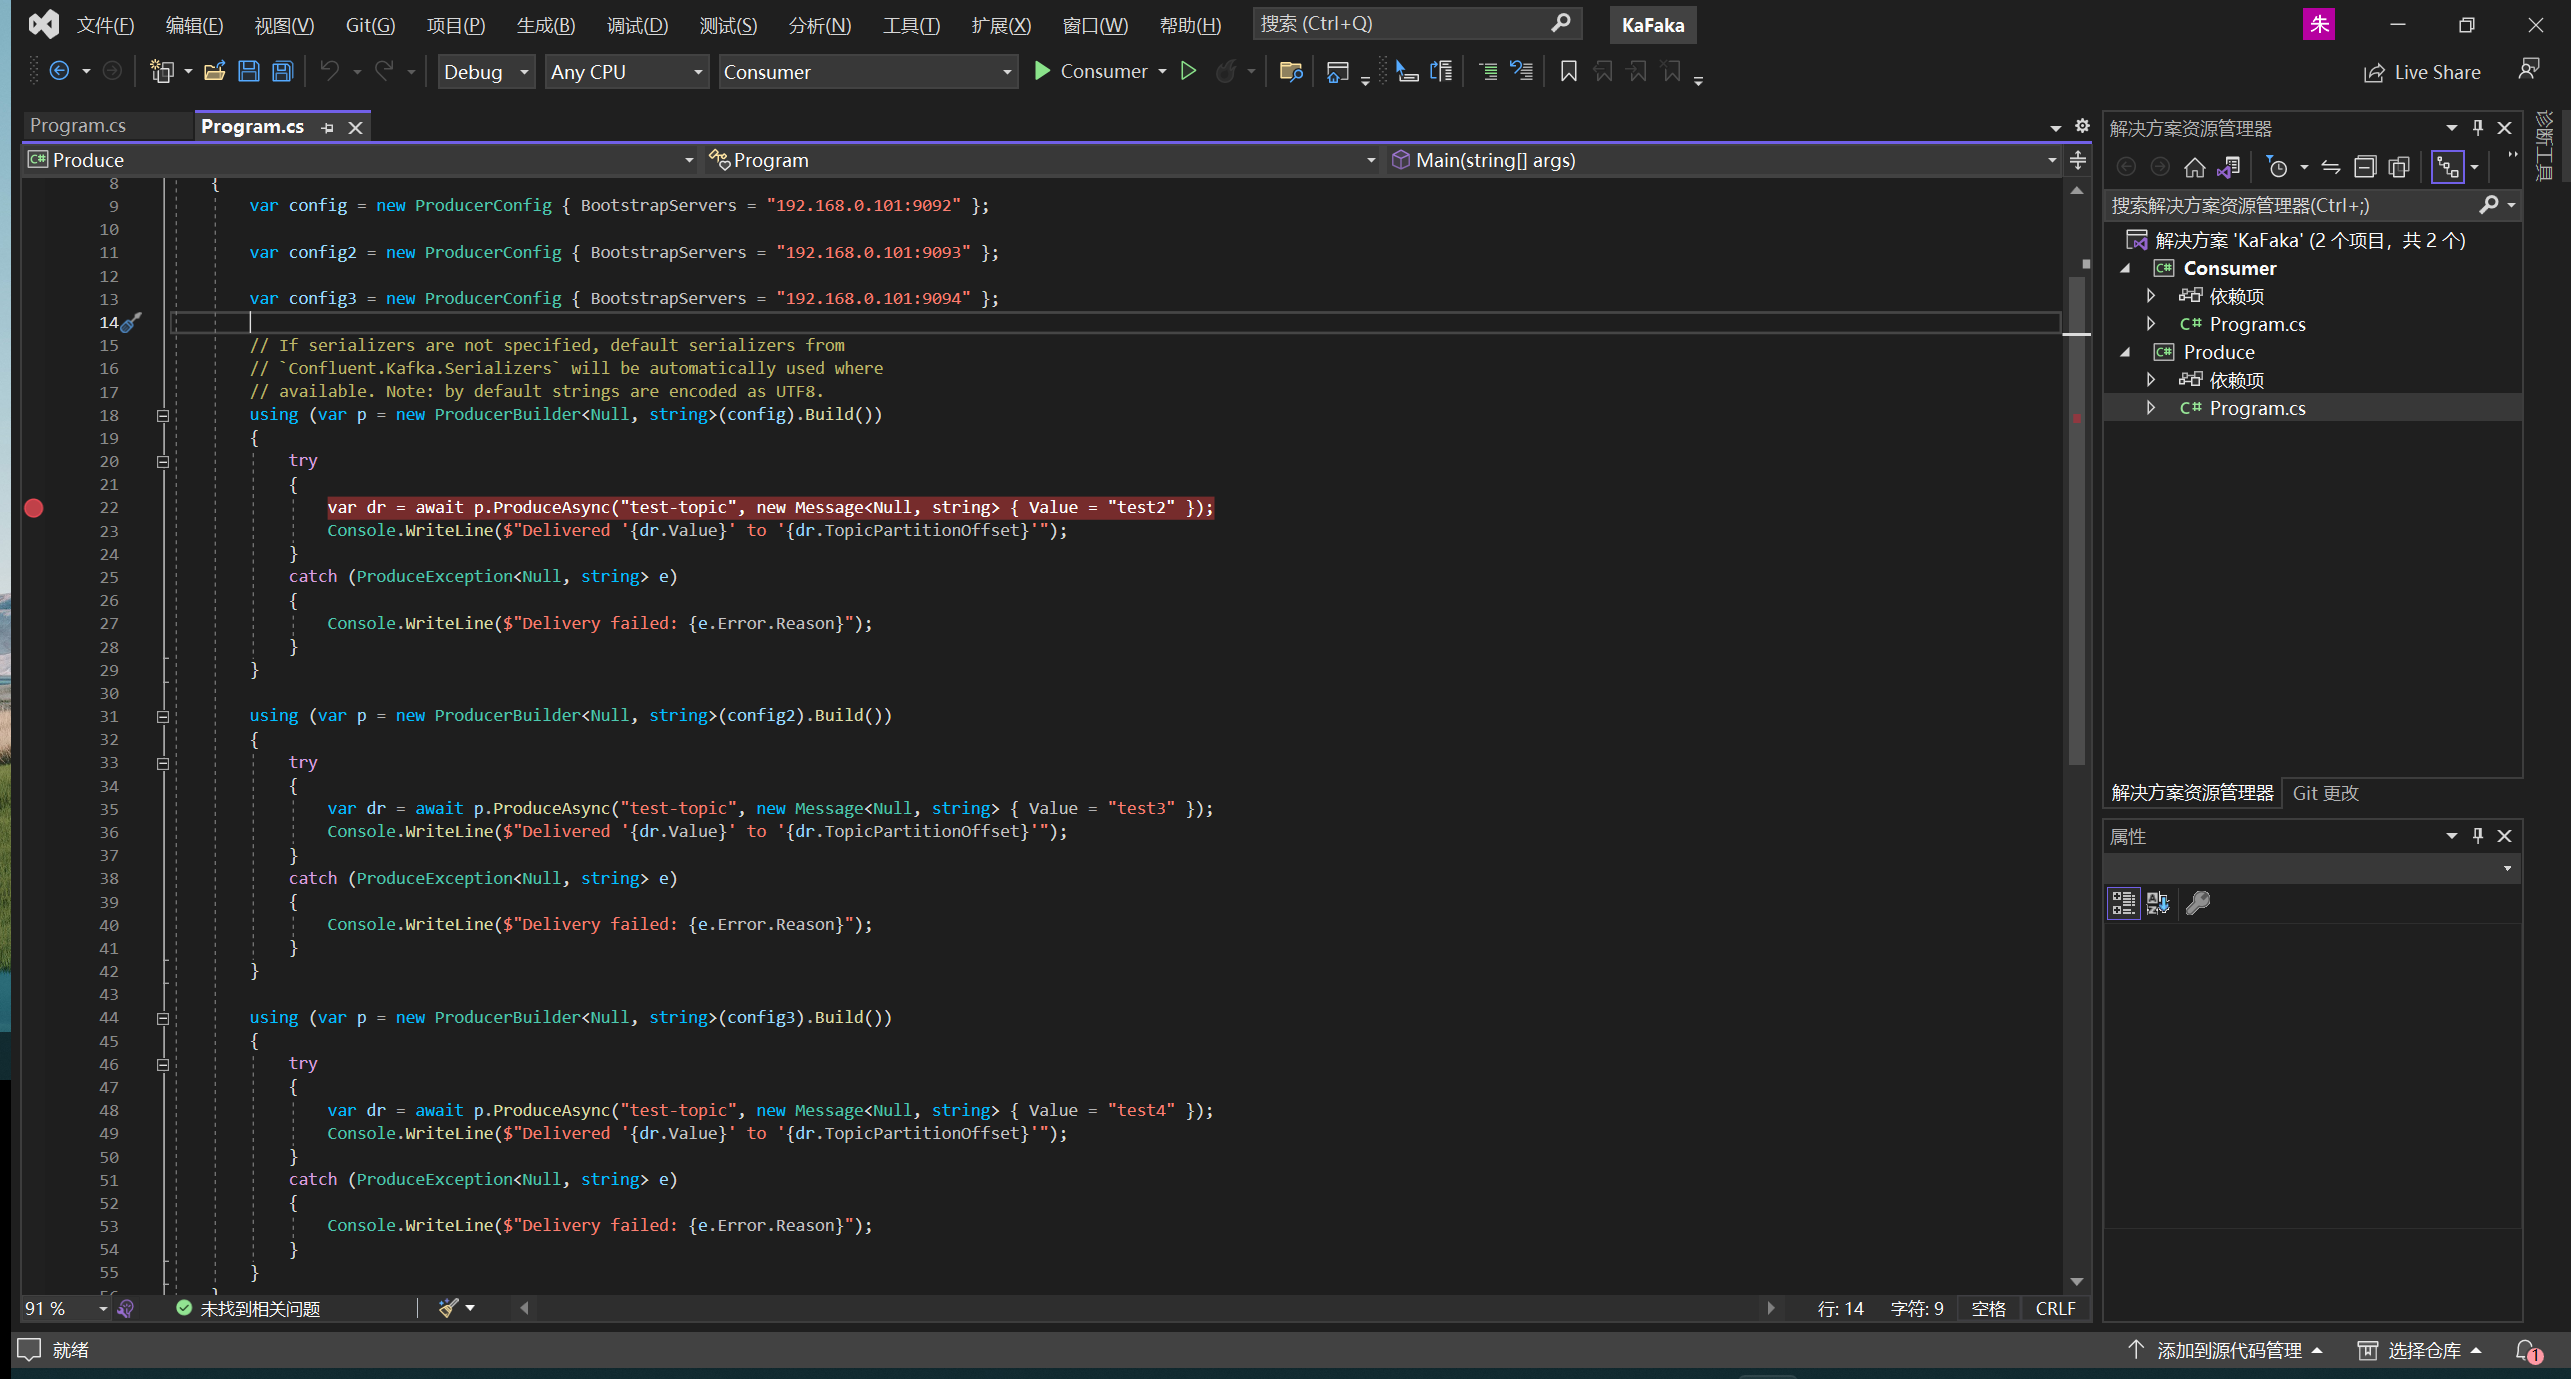 文件(F) 编辑(E) 视图(V) Git(G) 项目(P) 生成(B) 调试(D) 测试(S) 分析(N) 工具(T) 扩展(X) 窗口(W) 帮助(H) 搜索 (Ctrl+Q) KaFaka 朱
Debug Any CPU Consumer Consumer Live Share
Program.cs Program.cs
Produce Program Main(string[] args)
8 {
9 var config = new ProducerConfig { BootstrapServers = "192.168.0.101:9092" };
10
11 var config2 = new ProducerConfig { BootstrapServers = "192.168.0.101:9093" };
12
13 var config3 = new ProducerConfig { BootstrapServers = "192.168.0.101:9094" };
14
15 // If serializers are not specified, default serializers from
16 // `Confluent.Kafka.Serializers` will be automatically used where
17 // available. Note: by default strings are encoded as UTF8.
18 using (var p = new ProducerBuilder<Null, string>(config).Build())
19 {
20 try
21 {
22 var dr = await p.ProduceAsync("test-topic", new Message<Null, string> { Value = "test2" });
23 Console.WriteLine($"Delivered '{dr.Value}' to '{dr.TopicPartitionOffset}'");
24 }
25 catch (ProduceException<Null, string> e)
26 {
27 Console.WriteLine($"Delivery failed: {e.Error.Reason}");
28 }
29 }
30
31 using (var p = new ProducerBuilder<Null, string>(config2).Build())
32 {
33 try
34 {
35 var dr = await p.ProduceAsync("test-topic", new Message<Null, string> { Value = "test3" });
36 Console.WriteLine($"Delivered '{dr.Value}' to '{dr.TopicPartitionOffset}'");
37 }
38 catch (ProduceException<Null, string> e)
39 {
40 Console.WriteLine($"Delivery failed: {e.Error.Reason}");
41 }
42 }
43
44 using (var p = new ProducerBuilder<Null, string>(config3).Build())
45 {
46 try
47 {
48 var dr = await p.ProduceAsync("test-topic", new Message<Null, string> { Value = "test4" });
49 Console.WriteLine($"Delivered '{dr.Value}' to '{dr.TopicPartitionOffset}'");
50 }
51 catch (ProduceException<Null, string> e)
52 {
53 Console.WriteLine($"Delivery failed: {e.Error.Reason}");
54 }
55 }
56 }
91 % 未找到相关问题 行: 14 字符: 9 空格 CRLF
解决方案资源管理器
搜索解决方案资源管理器(Ctrl+;)
解决方案 'KaFaka' (2 个项目，共 2 个)
C# Consumer
依赖项
C# Program.cs
C# Produce
依赖项
C# Program.cs
解决方案资源管理器 Git 更改
属性
诊断工具
就绪 添加到源代码管理 选择仓库 1